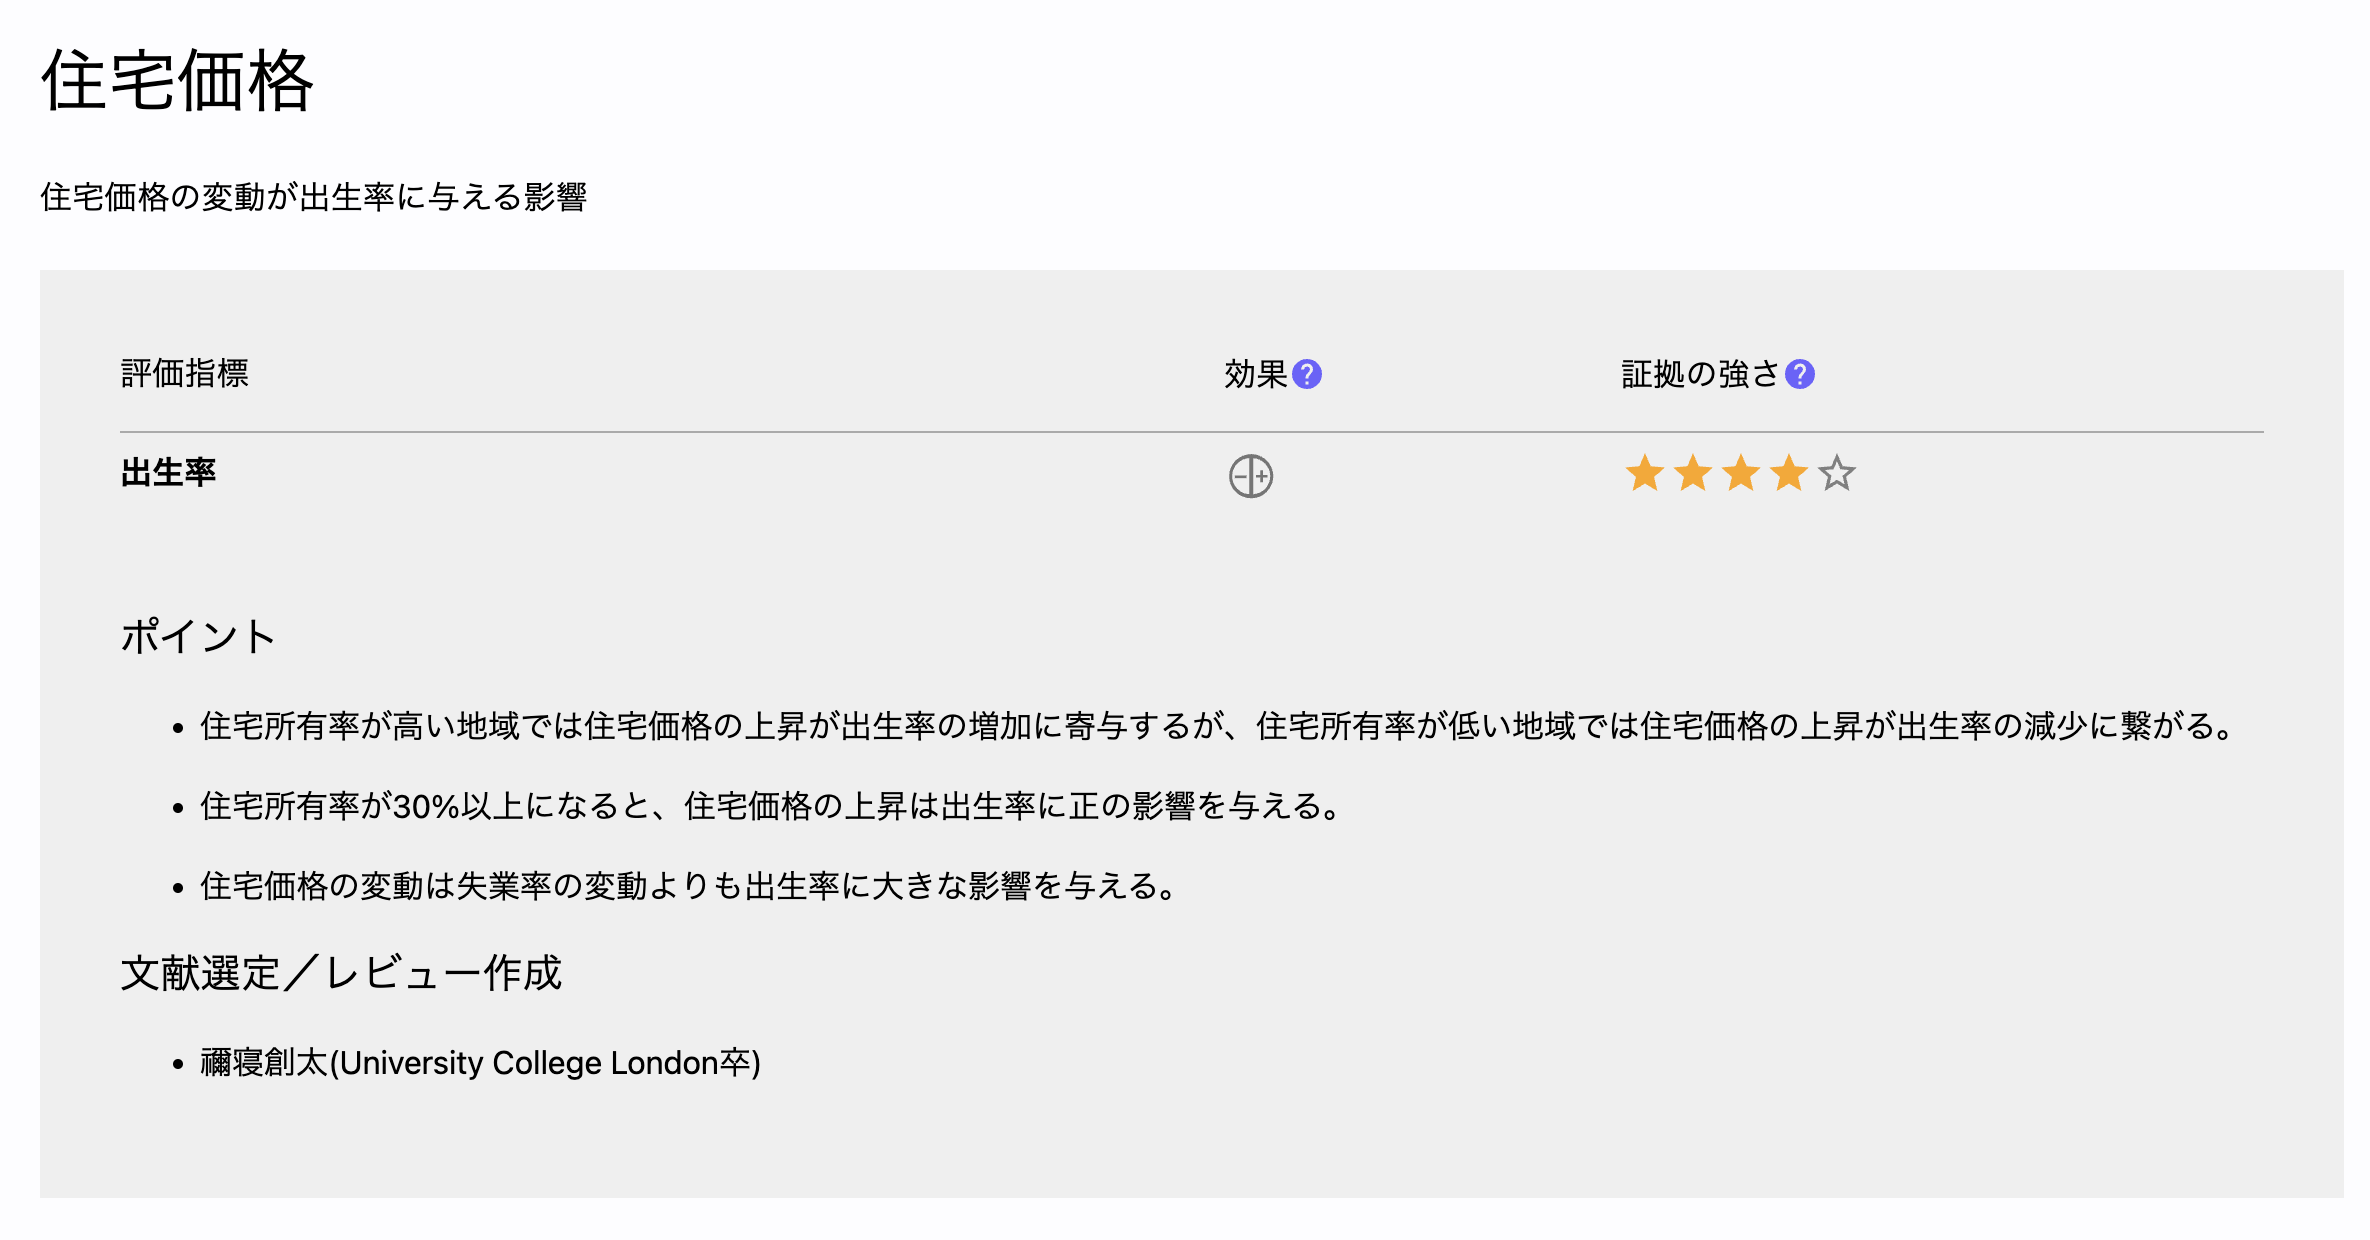 住宅価格
住宅価格の変動が出生率に与える影響
評価指標 効果? 証拠の強さ?
出生率 −+ ★★★★☆
ポイント
• 住宅所有率が高い地域では住宅価格の上昇が出生率の増加に寄与するが、住宅所有率が低い地域では住宅価格の上昇が出生率の減少に繋がる。
• 住宅所有率が30%以上になると、住宅価格の上昇は出生率に正の影響を与える。
• 住宅価格の変動は失業率の変動よりも出生率に大きな影響を与える。
文献選定／レビュー作成
• 禰寝創太(University College London卒)